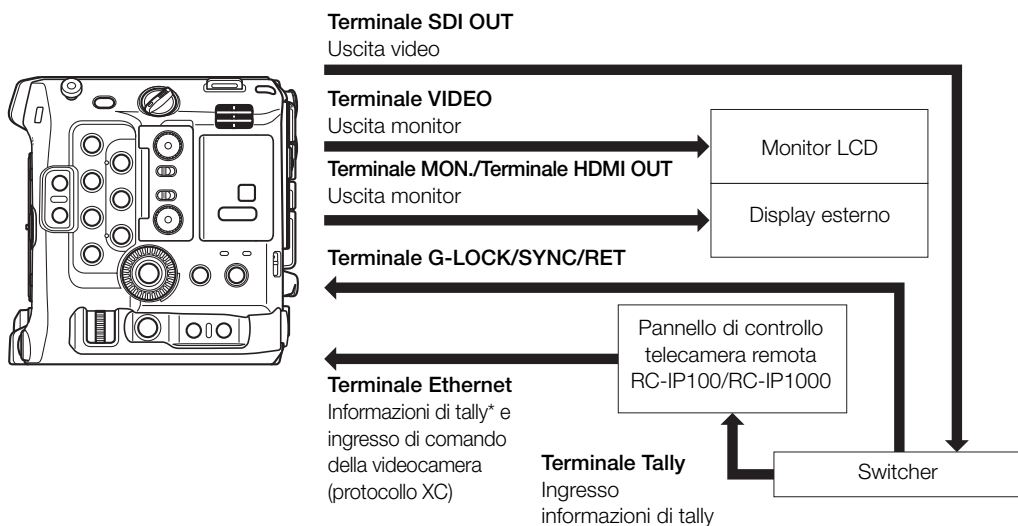 Terminale SDI OUT
Uscita video
Terminale VIDEO
Uscita monitor
Terminale MON./Terminale HDMI OUT
Uscita monitor
Monitor LCD
Display esterno
Terminale G-LOCK/SYNC/RET
Pannello di controllo
telecamera remota
RC-IP100/RC-IP1000
Terminale Ethernet
Informazioni di tally* e
ingresso di comando
della videocamera
(protocollo XC)
Terminale Tally
Ingresso
informazioni di tally
Switcher